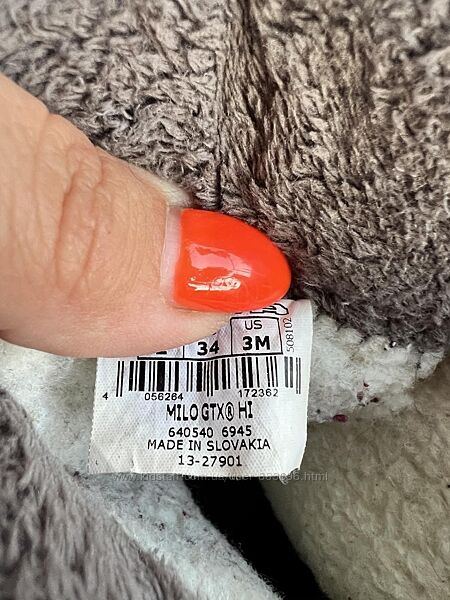 US
34 3M
508102
4 056284 172362
MILO GTX® HI
640540 6945
MADE IN SLOVAKIA
13-27901